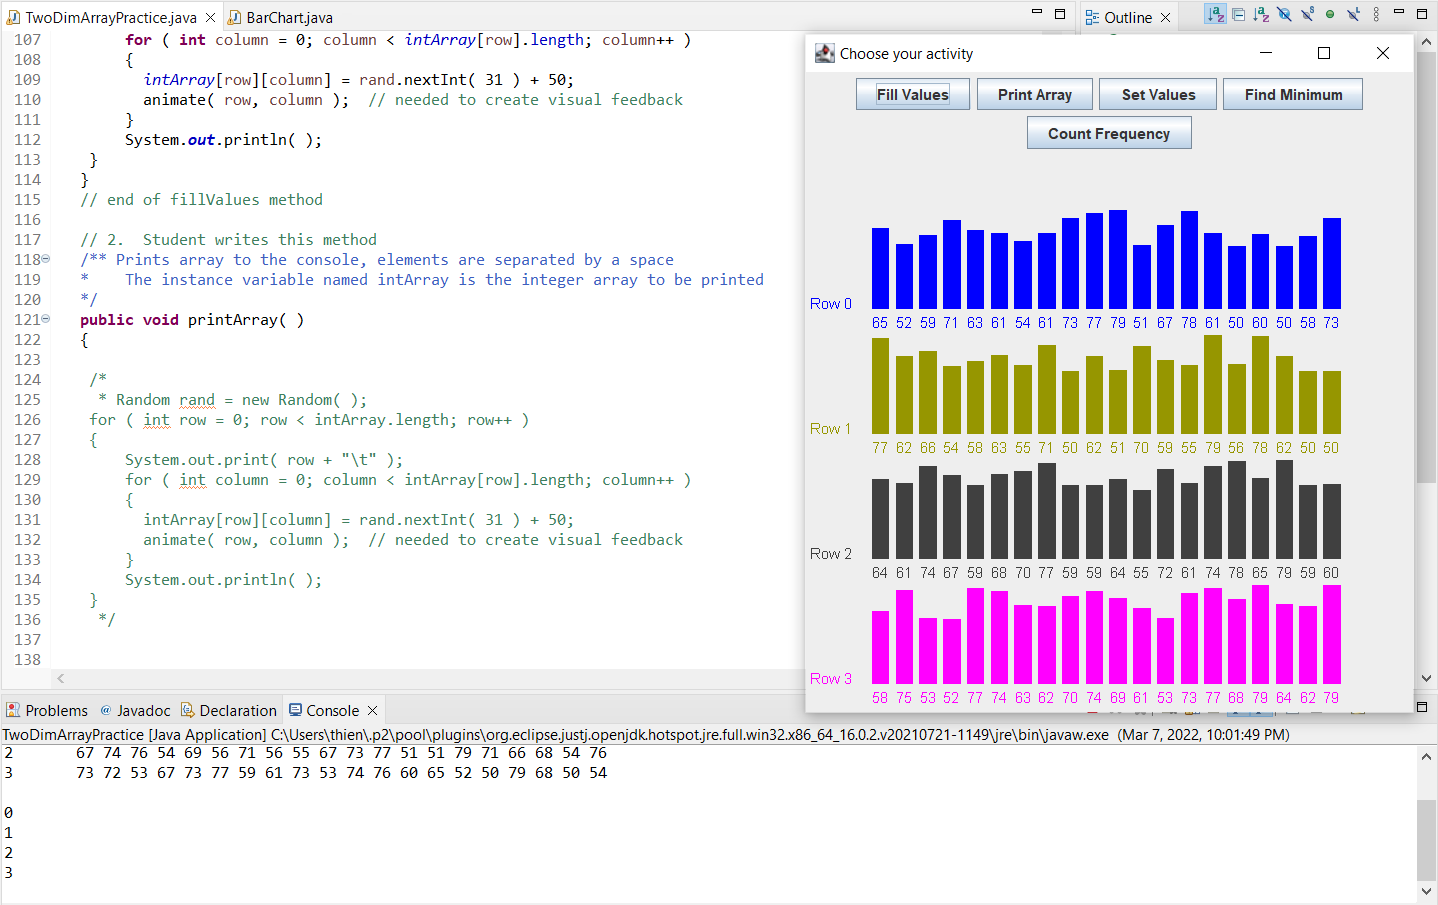 TwoDimArrayPractice.java
BarChart.java
Outline
107 for ( int column = 0; column < intArray[row].length; column++ )
108 {
109 intArray[row][column] = rand.nextInt( 31 ) + 50;
110 animate( row, column );  // needed to create visual feedback
111 }
112 System.out.println( );
113 }
114 }
115 // end of fillValues method
116
117 // 2.  Student writes this method
118 /** Prints array to the console, elements are separated by a space
119 *    The instance variable named intArray is the integer array to be printed
120 */
121 public void printArray( )
122 {
123
124 /*
125 * Random rand = new Random( );
126 for ( int row = 0; row < intArray.length; row++ )
127 {
128 System.out.print( row + "\t" );
129 for ( int column = 0; column < intArray[row].length; column++ )
130 {
131 intArray[row][column] = rand.nextInt( 31 ) + 50;
132 animate( row, column );  // needed to create visual feedback
133 }
134 System.out.println( );
135 }
136 */
137
138
Choose your activity
Fill Values Print Array Set Values Find Minimum
Count Frequency
Row 0
65 52 59 71 63 61 54 61 73 77 79 51 67 78 61 50 60 50 58 73
Row 1
77 62 66 54 58 63 55 71 50 62 51 70 59 55 79 56 78 62 50 50
Row 2
64 61 74 67 59 68 70 77 59 59 64 55 72 61 74 78 65 79 59 60
Row 3
58 75 53 52 77 74 63 62 70 74 69 61 53 73 77 68 79 64 62 79
Problems @ Javadoc Declaration Console
TwoDimArrayPractice [Java Application] C:\Users\thien\.p2\pool\plugins\org.eclipse.justj.openjdk.hotspot.jre.full.win32.x86_64_16.0.2.v20210721-1149\jre\bin\javaw.exe  (Mar 7, 2022, 10:01:49 PM)
2 67 74 76 54 69 56 71 56 55 67 73 77 51 51 79 71 66 68 54 76
3 73 72 53 67 73 77 59 61 73 53 74 76 60 65 52 50 79 68 50 54
0
1
2
3